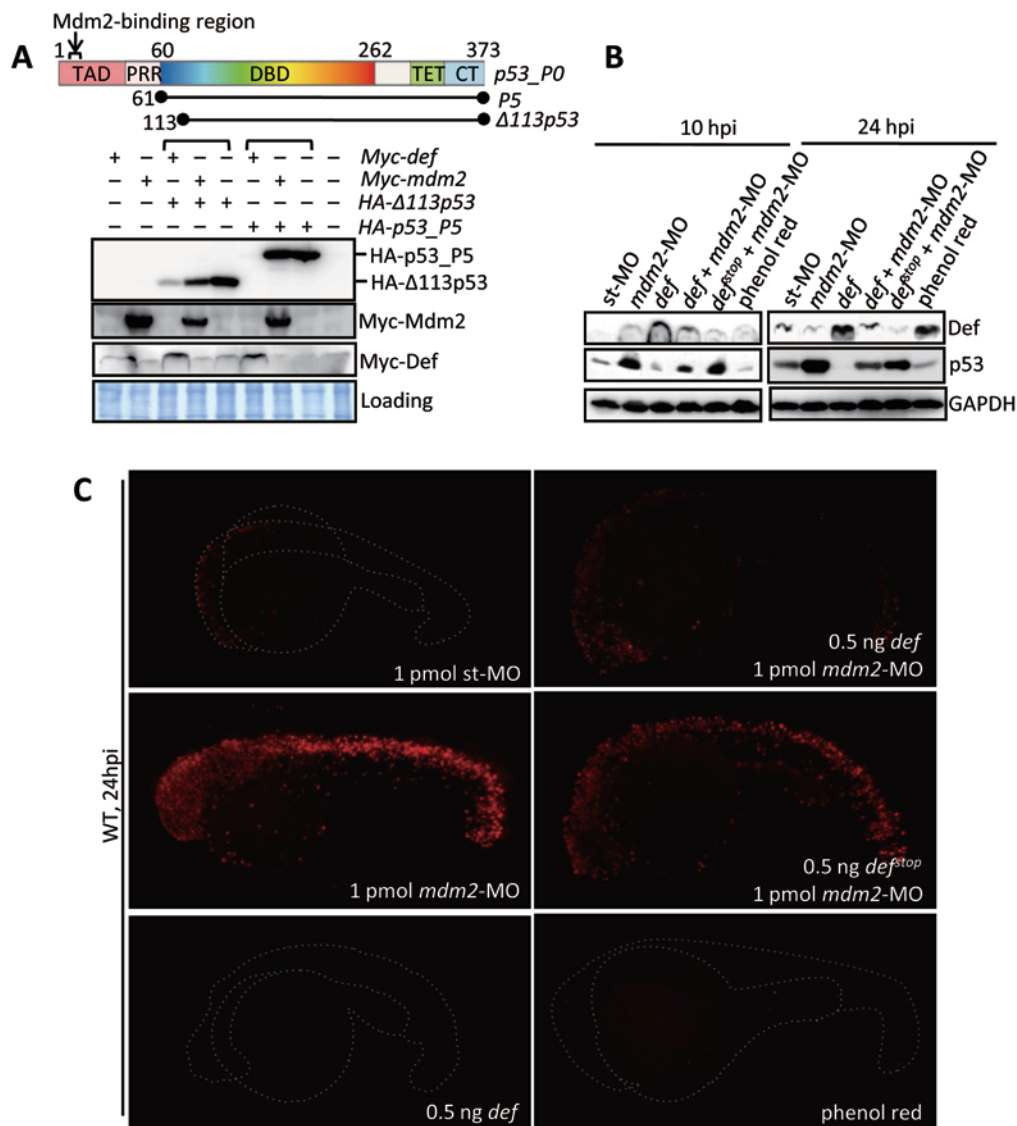 Mdm2-binding region
A
1 60 262 373
TAD PRR DBD TET CT p53_P0
61 P5
113 Δ113p53
+ – + – – + – – – Myc-def
– + – + – – + – – Myc-mdm2
– – + + + – – – – HA-Δ113p53
– – – – – + + + – HA-p53_P5
HA-p53_P5
HA-Δ113p53
Myc-Mdm2
Myc-Def
Loading
B
10 hpi 24 hpi
st-MO
mdm2-MO
def
def + mdm2-MO
defstop + mdm2-MO
phenol red
st-MO
mdm2-MO
def
def + mdm2-MO
defstop + mdm2-MO
phenol red
Def
p53
GAPDH
C
WT, 24hpi
1 pmol st-MO
0.5 ng def
1 pmol mdm2-MO
1 pmol mdm2-MO
0.5 ng defstop
1 pmol mdm2-MO
0.5 ng def
phenol red